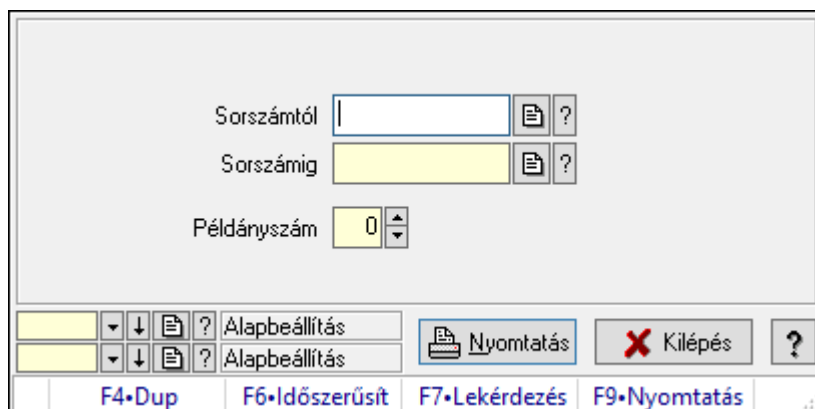 Sorszámtól ?
Sorszámig ?
Példányszám 0
? Alapbeállítás
? Alapbeállítás
Nyomtatás Kilépés ?
F4•Dup F6•Időszerűsít F7•Lekérdezés F9•Nyomtatás